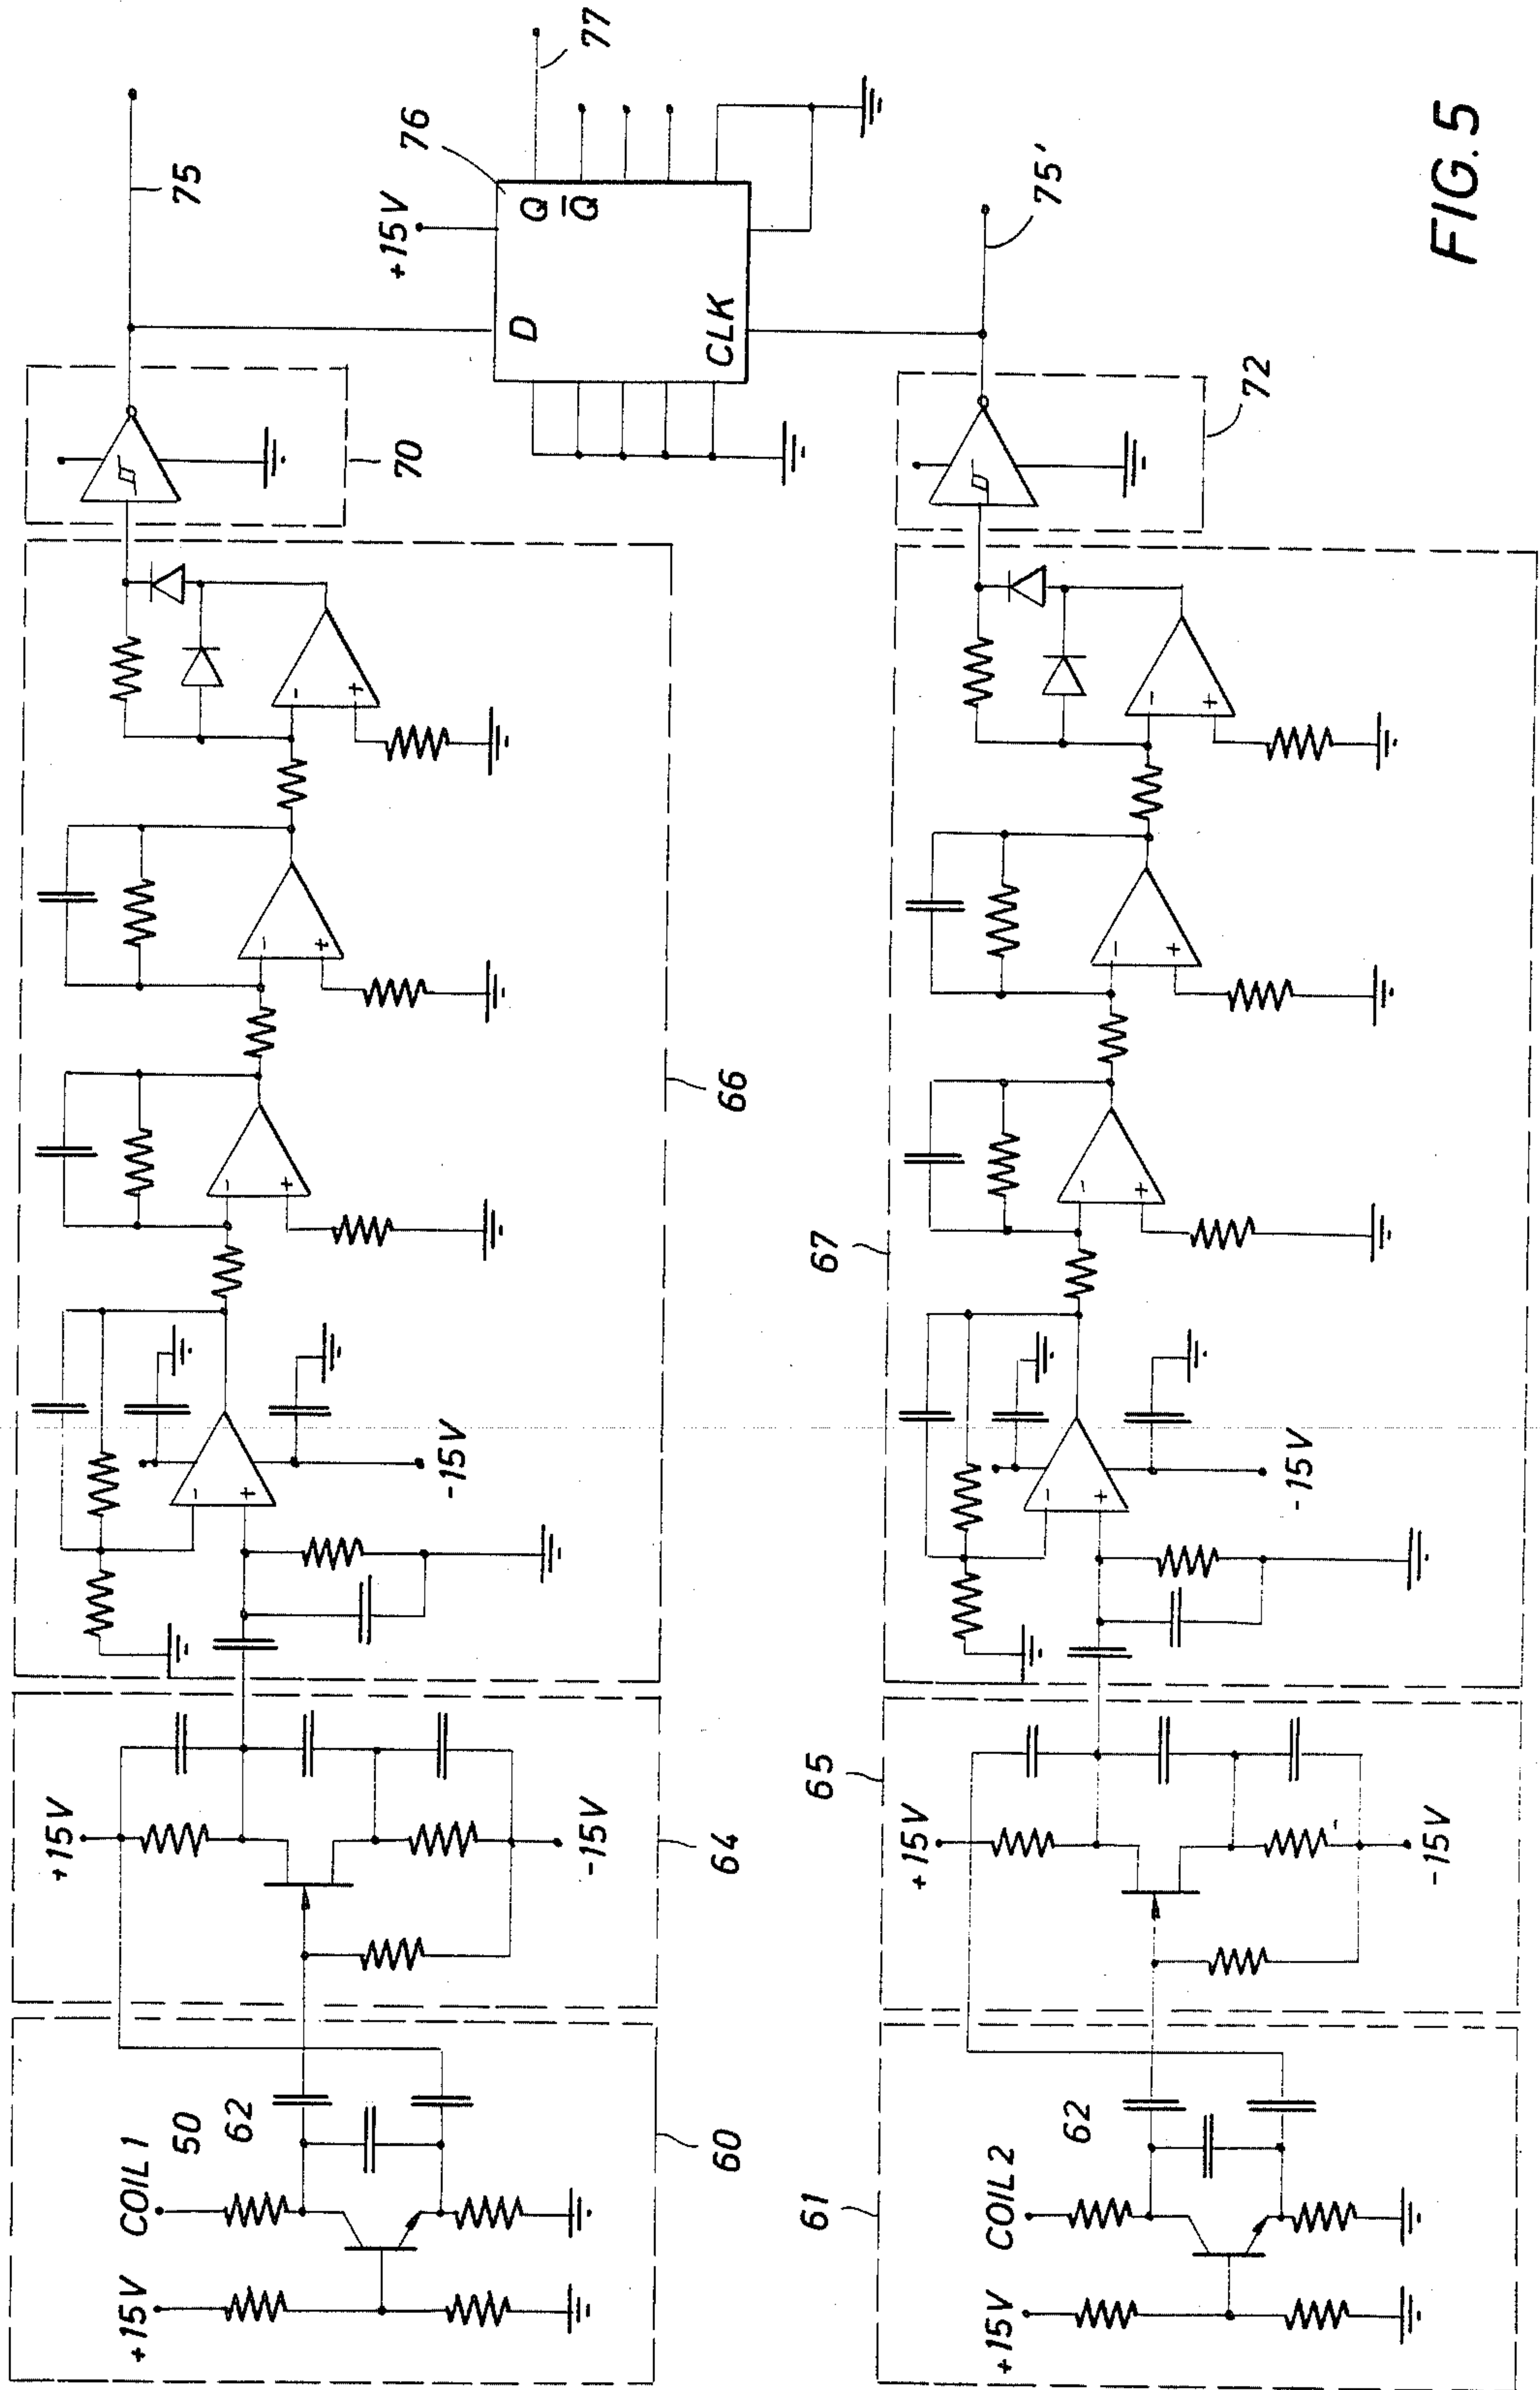 +15V
COIL 1
50
62
60
+15V
-15V
64
-
+
-15V
-
+
-
+
66
-
+
70
75
+15V
76
D
Q
Q̅
CLK
77
+15V
COIL 2
62
61
+15V
-15V
65
-
+
-15V
67
-
+
-
+
-
+
72
75'
FIG. 5